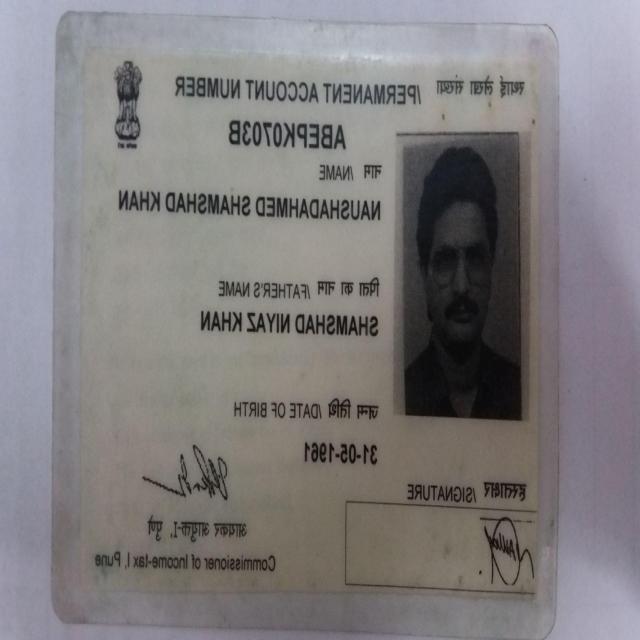 स्थाई लेखा संख्या /PERMANENT ACCOUNT NUMBER
ABEPK0703B
नाम /NAME
NAUSHADAHMED SHAMSHAD KHAN
पिता का नाम /FATHER'S NAME
SHAMSHAD NIYAZ KHAN
जन्म तिथि /DATE OF BIRTH
31-05-1961
हस्ताक्षर /SIGNATURE
आयकर आयुक्त-I, पुणे
Commissioner of Income-tax I, Pune